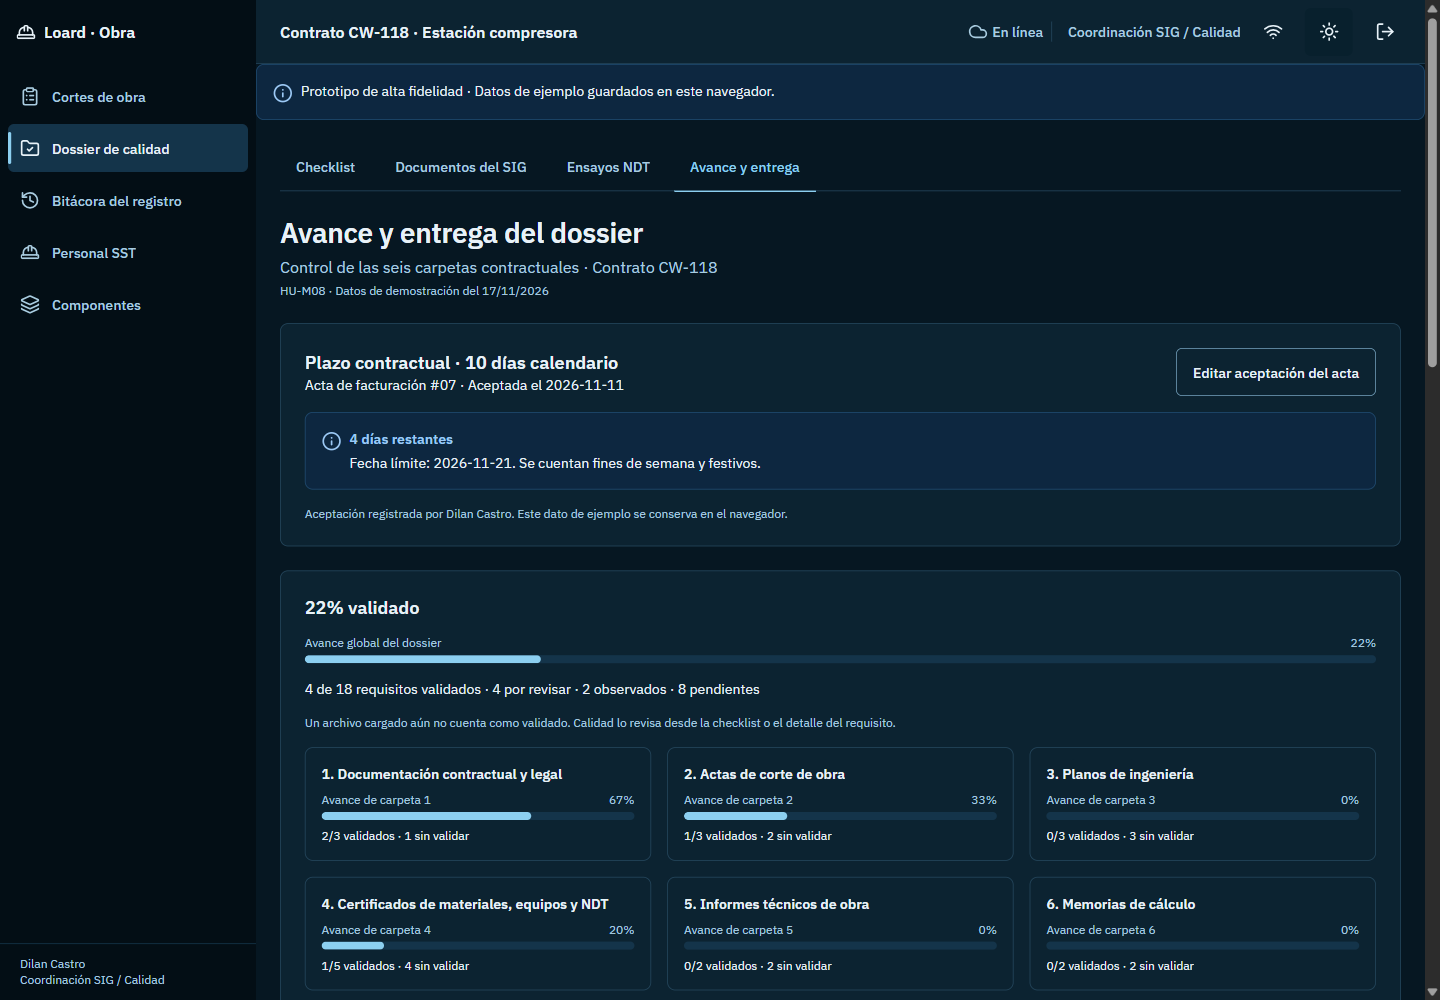 Loard · Obra
Contrato CW-118 · Estación compresora
En línea
Coordinación SIG / Calidad
Cortes de obra
Dossier de calidad
Bitácora del registro
Personal SST
Componentes
Dilan Castro
Coordinación SIG / Calidad
Prototipo de alta fidelidad · Datos de ejemplo guardados en este navegador.
Checklist
Documentos del SIG
Ensayos NDT
Avance y entrega
Avance y entrega del dossier
Control de las seis carpetas contractuales · Contrato CW-118
HU-M08 · Datos de demostración del 17/11/2026
Plazo contractual · 10 días calendario
Acta de facturación #07 · Aceptada el 2026-11-11
Editar aceptación del acta
4 días restantes
Fecha límite: 2026-11-21. Se cuentan fines de semana y festivos.
Aceptación registrada por Dilan Castro. Este dato de ejemplo se conserva en el navegador.
22% validado
Avance global del dossier
22%
4 de 18 requisitos validados · 4 por revisar · 2 observados · 8 pendientes
Un archivo cargado aún no cuenta como validado. Calidad lo revisa desde la checklist o el detalle del requisito.
1. Documentación contractual y legal
Avance de carpeta 1
67%
2/3 validados · 1 sin validar
2. Actas de corte de obra
Avance de carpeta 2
33%
1/3 validados · 2 sin validar
3. Planos de ingeniería
Avance de carpeta 3
0%
0/3 validados · 3 sin validar
4. Certificados de materiales, equipos y NDT
Avance de carpeta 4
20%
1/5 validados · 4 sin validar
5. Informes técnicos de obra
Avance de carpeta 5
0%
0/2 validados · 2 sin validar
6. Memorias de cálculo
Avance de carpeta 6
0%
0/2 validados · 2 sin validar